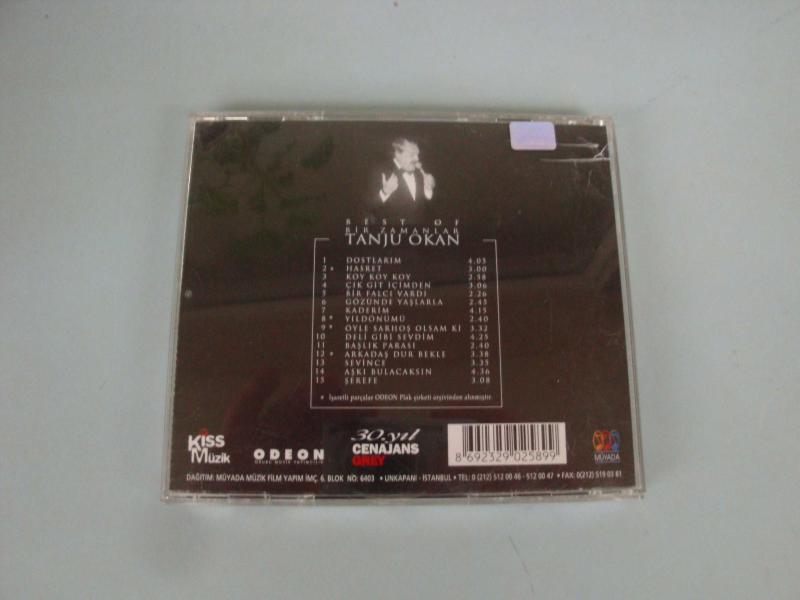 BEST OF
BİR ZAMANLAR
TANJU OKAN
1 DOSTLARIM 4.05
2 * HASRET 3.00
3 KOY KOY KOY 2.58
4 ÇIK GİT İÇİMDEN 3.06
5 BİR FALCI VARDI 2.26
6 GÖZÜNDE YAŞLARLA 2.45
7 KADERİM 4.15
8 * YILDÖNÜMÜ 2.40
9 * ÖYLE SARHOŞ OLSAM Kİ 3.32
10 DELİ GİBİ SEVDİM 4.25
11 BAŞLIK PARASI 2.40
12 * ARKADAŞ DUR BEKLE 3.38
13 SEVİNCE 3.35
14 AŞKI BULACAKSIN 4.36
15 ŞEREFE 3.08
* İşaretli parçalar ODEON Plak şirketi arşivinden alınmıştır.
KISS Müzik
ODEON
30.yıl
CENAJANS
GREY
8 692329 025899
MÜYADA
DAĞITIM: MÜYADA MÜZİK FİLM YAPIM İMÇ. 6. BLOK NO: 6403 • UNKAPANI - İSTANBUL • TEL: 0 (212) 512 00 46 - 512 00 47 • FAX: 0(212) 519 03 61